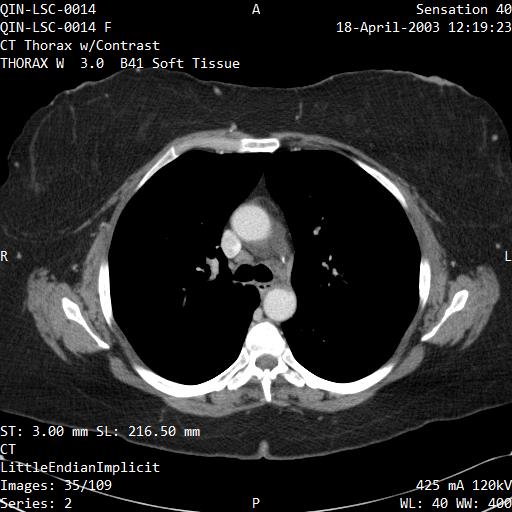 QIN-LSC-0014
A
Sensation 40
QIN-LSC-0014 F
18-April-2003 12:19:23
CT Thorax w/Contrast
THORAX W 3.0 B41 Soft Tissue
R
L
ST: 3.00 mm SL: 216.50 mm
CT
LittleEndianImplicit
Images: 35/109
425 mA 120kV
Series: 2
P
WL: 40 WW: 400